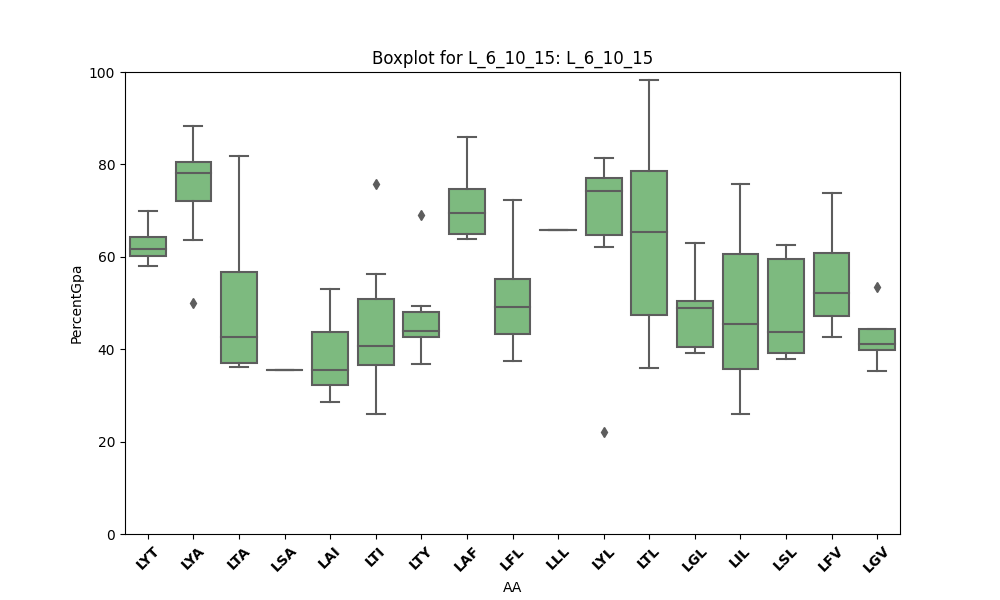 Boxplot for L_6_10_15: L_6_10_15
PercentGpa
100
80
60
40
20
0
LYT LYA LTA LSA LAI LTI LTY LAF LFL LLL LYL LTL LGL LIL LSL LFV LGV
AA